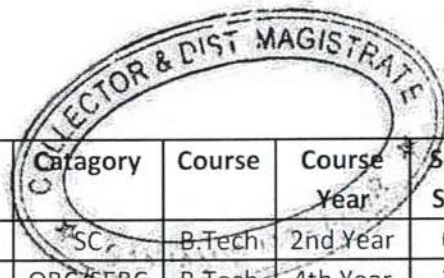 COLLECTOR & DIST MAGISTRATE
Catagory Course Course Year
SC B.Tech 2nd Year
OBC/SEBC B.Tech 4th Year